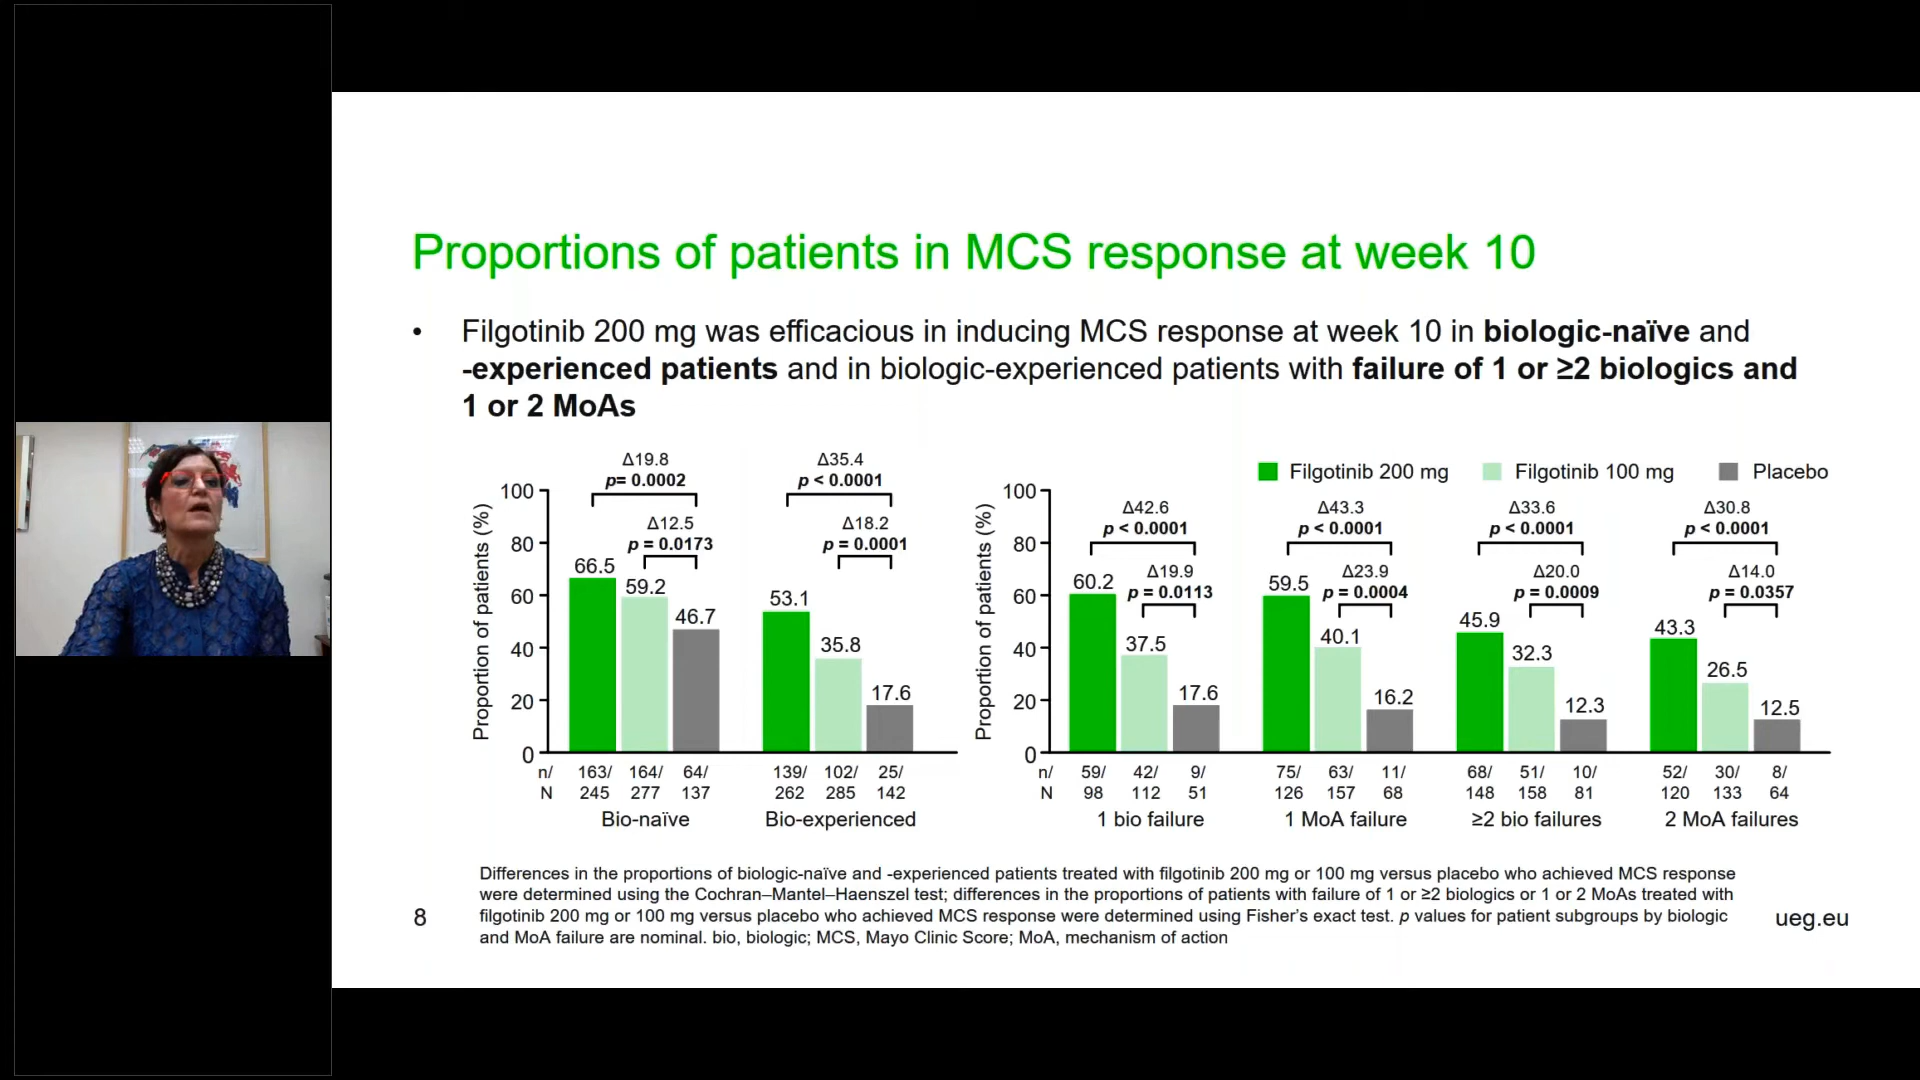 Proportions of patients in MCS response at week 10
• Filgotinib 200 mg was efficacious in inducing MCS response at week 10 in biologic-naïve and
-experienced patients and in biologic-experienced patients with failure of 1 or ≥2 biologics and
1 or 2 MoAs
Proportion of patients (%)
100
80
60
40
20
0
Δ19.8
p= 0.0002
Δ12.5
p = 0.0173
66.5
59.2
46.7
Δ35.4
p < 0.0001
Δ18.2
p = 0.0001
53.1
35.8
17.6
n/ 163/ 164/ 64/ 139/ 102/ 25/
N 245 277 137 262 285 142
Bio-naïve Bio-experienced
Filgotinib 200 mg Filgotinib 100 mg Placebo
Proportion of patients (%)
100
80
60
40
20
0
Δ42.6
p < 0.0001
Δ19.9
p = 0.0113
60.2
37.5
17.6
Δ43.3
p < 0.0001
Δ23.9
p = 0.0004
59.5
40.1
16.2
Δ33.6
p < 0.0001
Δ20.0
p = 0.0009
45.9
32.3
12.3
Δ30.8
p < 0.0001
Δ14.0
p = 0.0357
43.3
26.5
12.5
n/ 59/ 42/ 9/ 75/ 63/ 11/ 68/ 51/ 10/ 52/ 30/ 8/
N 98 112 51 126 157 68 148 158 81 120 133 64
1 bio failure 1 MoA failure ≥2 bio failures 2 MoA failures
Differences in the proportions of biologic-naïve and -experienced patients treated with filgotinib 200 mg or 100 mg versus placebo who achieved MCS response
were determined using the Cochran–Mantel–Haenszel test; differences in the proportions of patients with failure of 1 or ≥2 biologics or 1 or 2 MoAs treated with
filgotinib 200 mg or 100 mg versus placebo who achieved MCS response were determined using Fisher’s exact test. p values for patient subgroups by biologic
and MoA failure are nominal. bio, biologic; MCS, Mayo Clinic Score; MoA, mechanism of action
8
ueg.eu